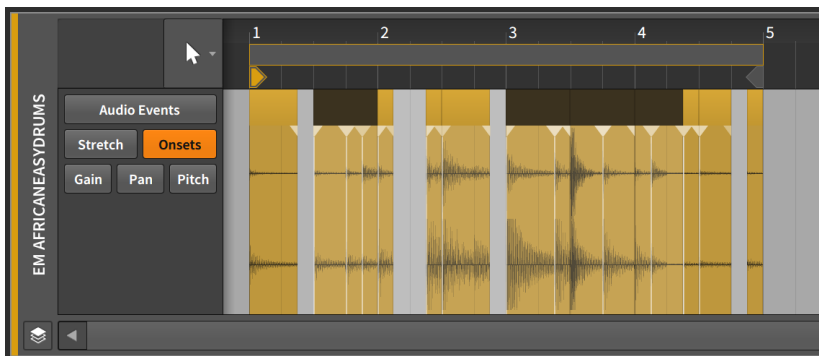 1 2 3 4 5
EM AFRICANEASYDRUMS
Audio Events
Stretch Onsets
Gain Pan Pitch